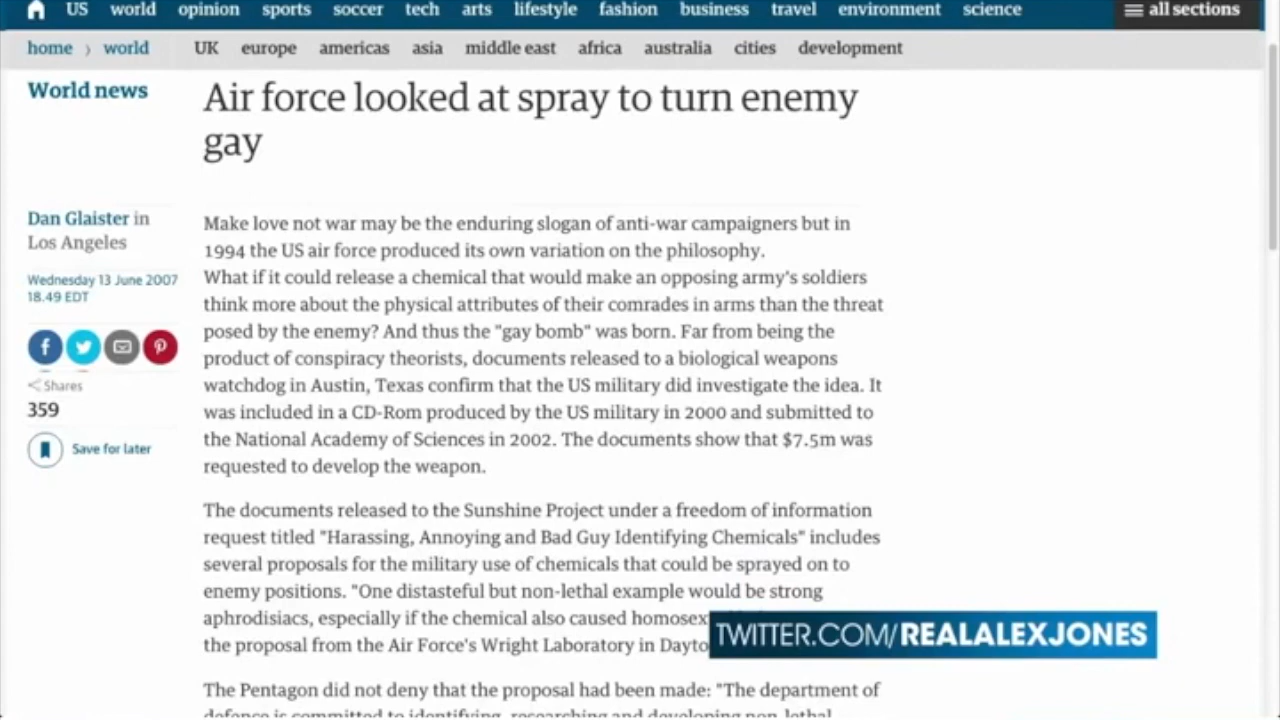 US world opinion sports soccer tech arts lifestyle fashion business travel environment science all sections
home › world UK europe americas asia middle east africa australia cities development
World news
Air force looked at spray to turn enemy
gay
Dan Glaister in
Los Angeles
Wednesday 13 June 2007
18.49 EDT
Shares
359
Save for later
Make love not war may be the enduring slogan of anti-war campaigners but in
1994 the US air force produced its own variation on the philosophy.
What if it could release a chemical that would make an opposing army's soldiers
think more about the physical attributes of their comrades in arms than the threat
posed by the enemy? And thus the "gay bomb" was born. Far from being the
product of conspiracy theorists, documents released to a biological weapons
watchdog in Austin, Texas confirm that the US military did investigate the idea. It
was included in a CD-Rom produced by the US military in 2000 and submitted to
the National Academy of Sciences in 2002. The documents show that $7.5m was
requested to develop the weapon.
The documents released to the Sunshine Project under a freedom of information
request titled "Harassing, Annoying and Bad Guy Identifying Chemicals" includes
several proposals for the military use of chemicals that could be sprayed on to
enemy positions. "One distasteful but non-lethal example would be strong
aphrodisiacs, especially if the chemical also caused homosex
the proposal from the Air Force's Wright Laboratory in Dayto
TWITTER.COM/REALALEXJONES
The Pentagon did not deny that the proposal had been made: "The department of
defence is committed to identifying, researching and developing non-lethal